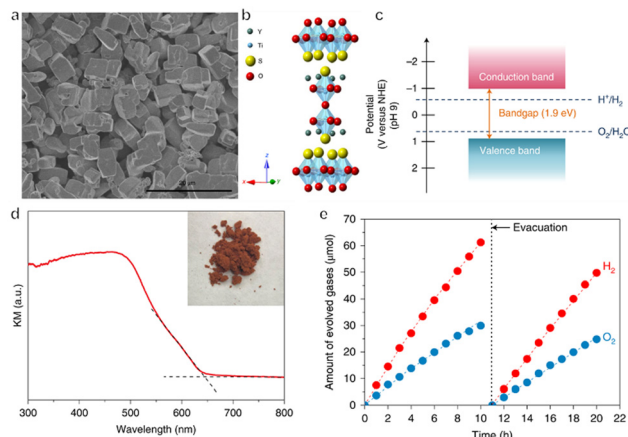 a
b
Y
Ti
S
O
z
x
y
c
Potential
(V versus NHE)
(pH 9)
−2
−1
0
1
2
Conduction band
Bandgap (1.9 eV)
Valence band
H⁺/H₂
O₂/H₂O
d
KM (a.u.)
300 400 500 600 700 800
Wavelength (nm)
e
Evacuation
Amount of evolved gases (μmol)
70
60
50
40
30
20
10
0
H₂
O₂
0 2 4 6 8 10 12 14 16 18 20 22
Time (h)